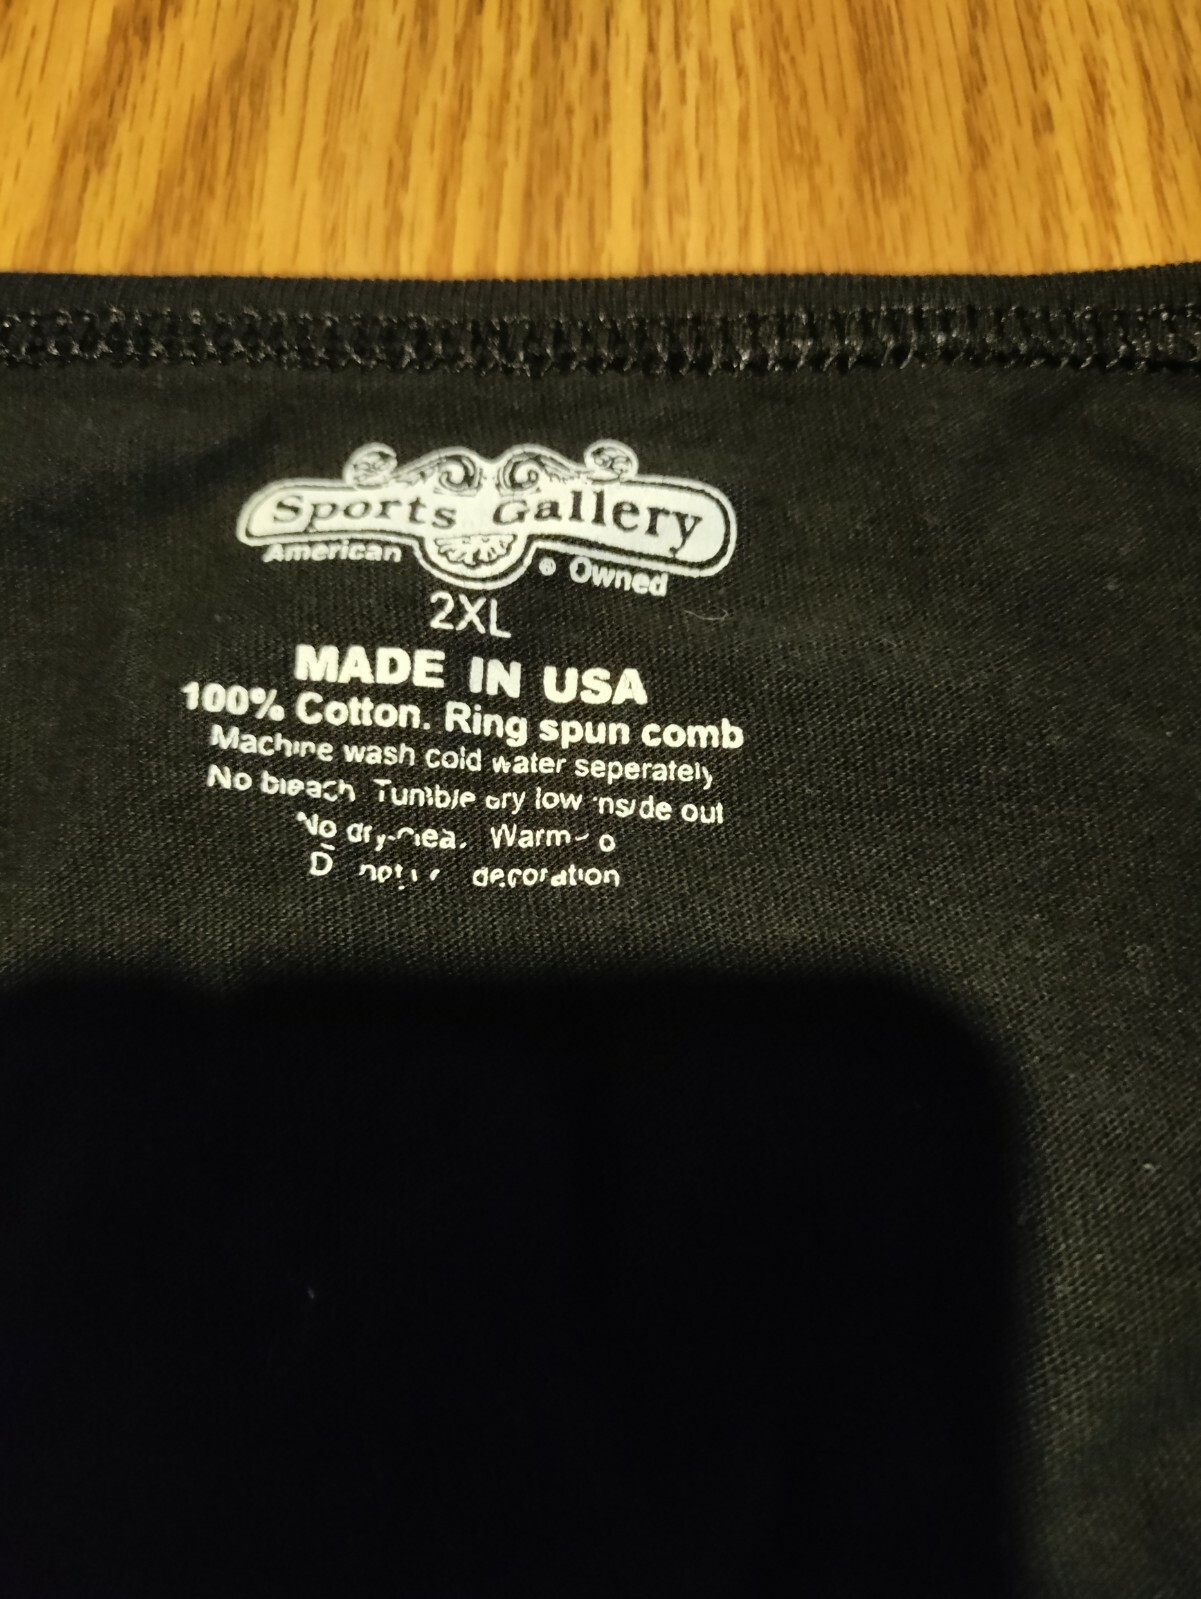 Sports Gallery
American ® Owned
2XL
MADE IN USA
100% Cotton. Ring spun comb
Machine wash cold water seperately
No bleach Tumble dry low inside out
No Warm
decoration